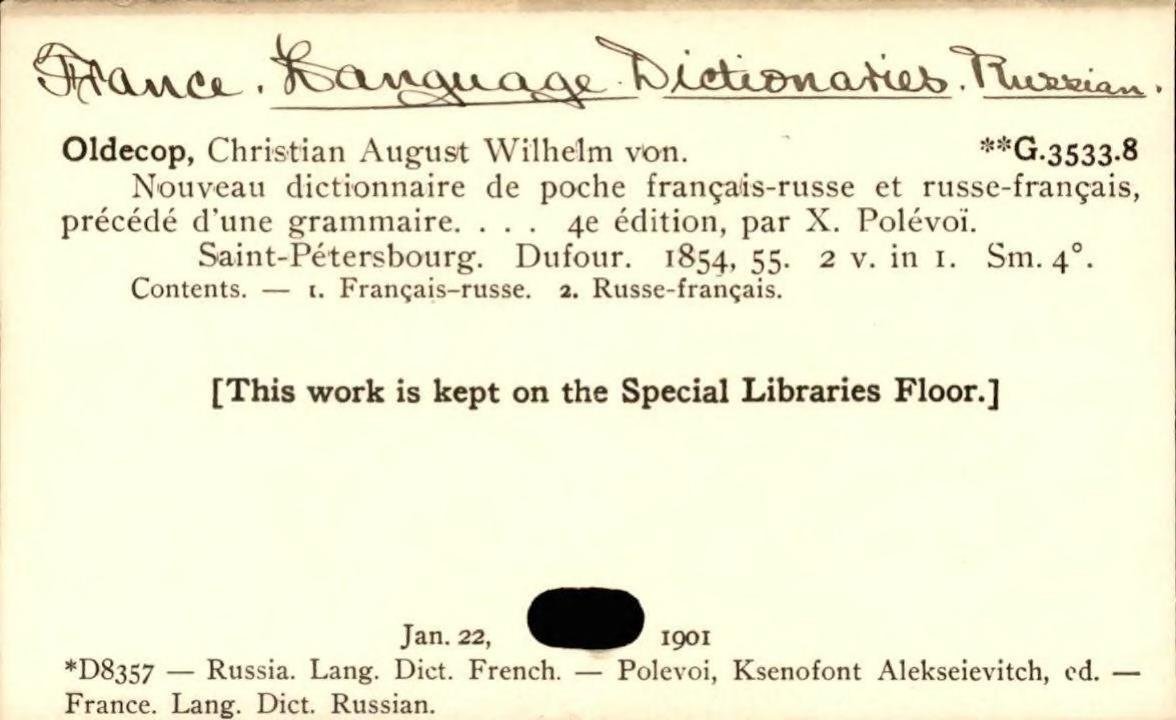 France. Language. Dictionaries. Russian.
Oldecop, Christian August Wilhelm von. **G.3533.8
Nouveau dictionnaire de poche français-russe et russe-français,
précédé d'une grammaire. . . . 4e édition, par X. Polévoï.
Saint-Pétersbourg. Dufour. 1854, 55. 2 v. in 1. Sm. 4°.
Contents. — 1. Français-russe. 2. Russe-français.
[This work is kept on the Special Libraries Floor.]
Jan. 22, 1901
*D8357 — Russia. Lang. Dict. French. — Polevoi, Ksenofont Alekseievitch, ed. —
France. Lang. Dict. Russian.